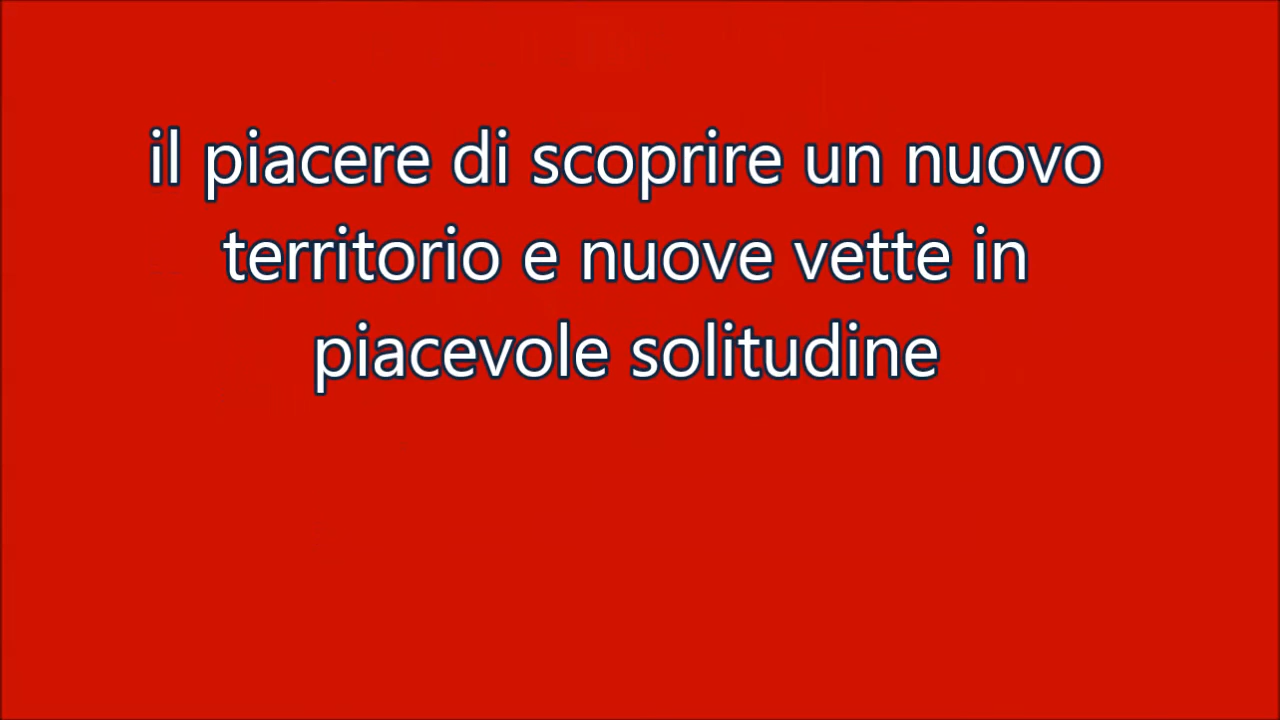 il piacere di scoprire un nuovo
territorio e nuove vette in
piacevole solitudine